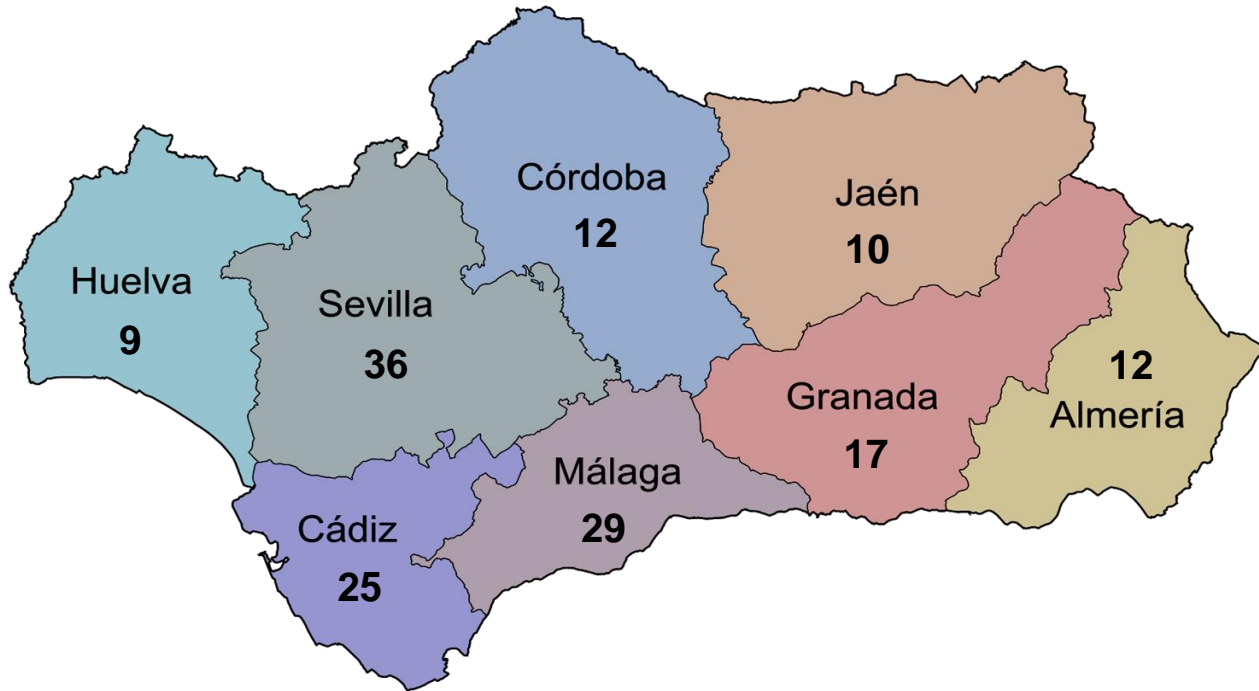 Córdoba
12
Jaén
10
Huelva
9
Sevilla
36
12
Almería
Granada
17
Málaga
29
Cádiz
25